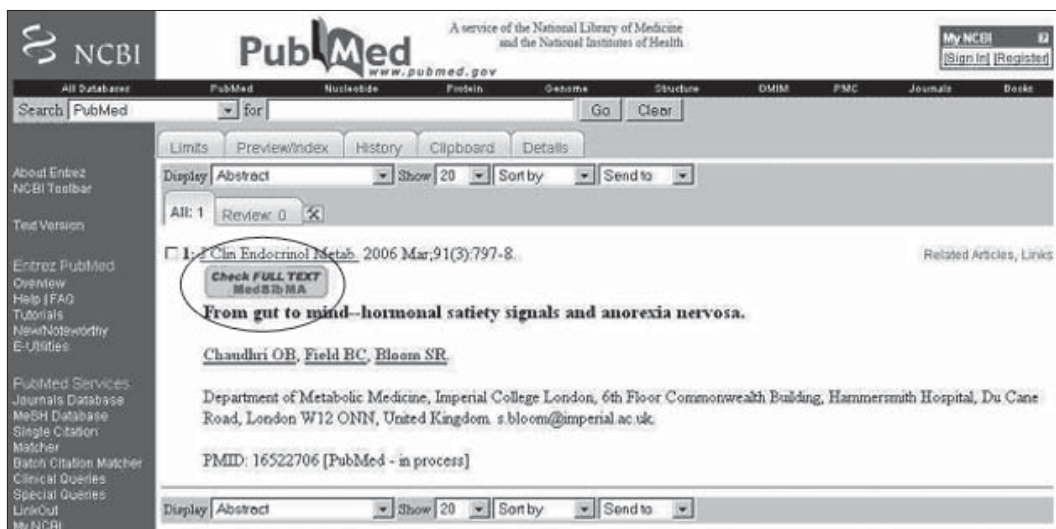 NCBI
PubMed
www.pubmed.gov
A service of the National Library of Medicine
and the National Institutes of Health
My NCBI
[Sign In] [Register]
All Databases PubMed Nucleotide Protein Genome Structure OMIM PMC Journals Books
Search PubMed for Go Clear
Limits Preview/Index History Clipboard Details
About Entrez
NCBI Toolbar
Text Version
Entrez PubMed
Overview
Help | FAQ
Tutorials
New/Noteworthy
E-Utilities
PubMed Services
Journals Database
MeSH Database
Single Citation
Matcher
Batch Citation Matcher
Clinical Queries
Special Queries
LinkOut
My NCBI
Display Abstract Show 20 Sort by Send to
All: 1 Review: 0
1: J Clin Endocrinol Metab. 2006 Mar;91(3):797-8. Related Articles, Links
Check FULL TEXT
MedBib MA
From gut to mind--hormonal satiety signals and anorexia nervosa.
Chaudhri OB, Field BC, Bloom SR.
Department of Metabolic Medicine, Imperial College London, 6th Floor Commonwealth Building, Hammersmith Hospital, Du Cane
Road, London W12 ONN, United Kingdom. s.bloom@imperial.ac.uk
PMID: 16522706 [PubMed - in process]
Display Abstract Show 20 Sort by Send to